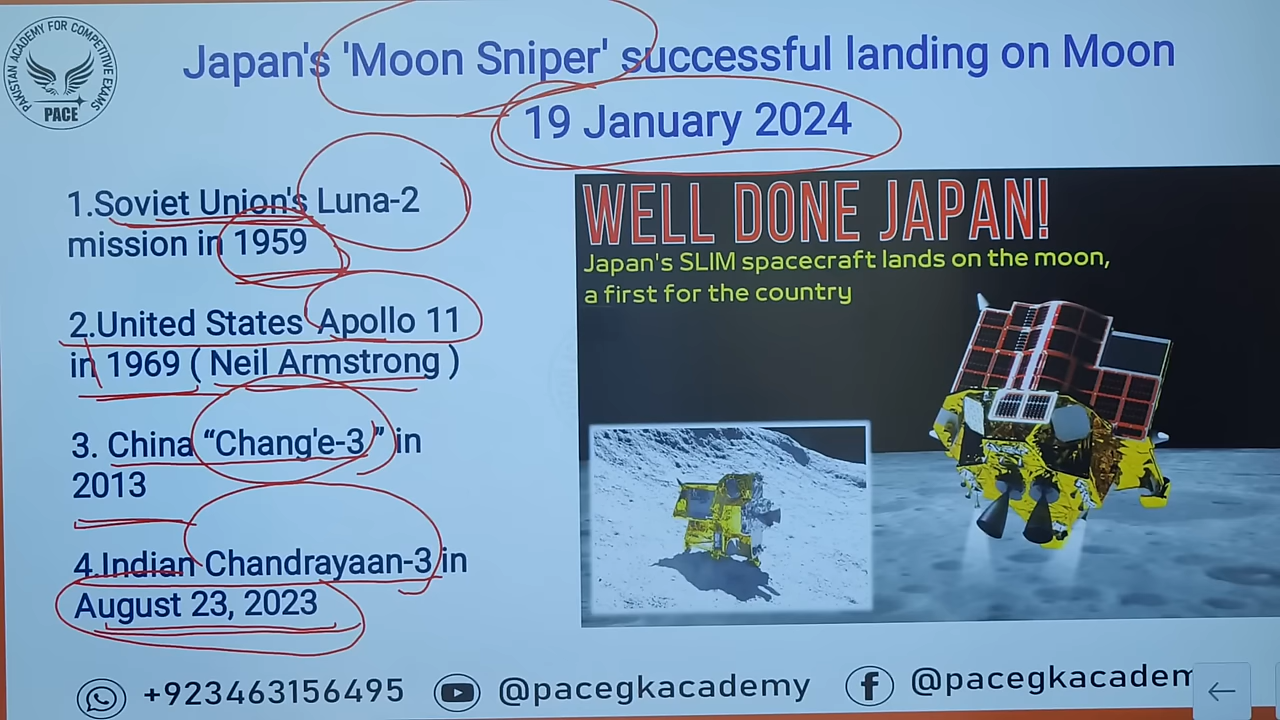 PAKISTAN ACADEMY FOR COMPETITIVE EXAMS
PACE
Japan's 'Moon Sniper' successful landing on Moon
19 January 2024
1.Soviet Union's Luna-2
mission in 1959
2.United States Apollo 11
in 1969 ( Neil Armstrong )
3. China “Chang'e-3 ” in
2013
4.Indian Chandrayaan-3 in
August 23, 2023
WELL DONE JAPAN!
Japan's SLIM spacecraft lands on the moon,
a first for the country
+923463156495
@pacegkacademy
@pacegkacadem